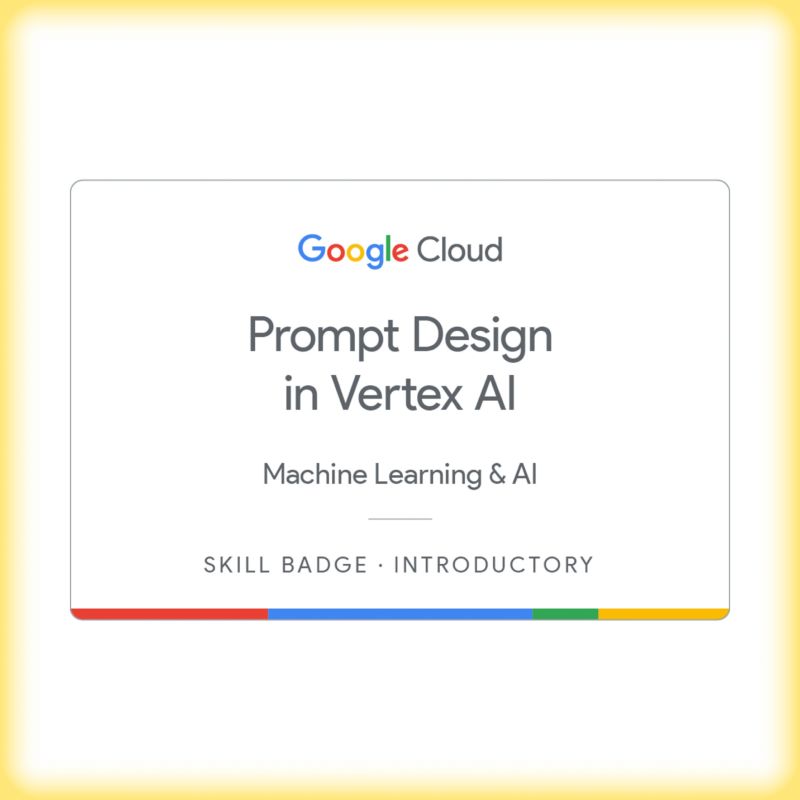 Google Cloud
Prompt Design
in Vertex AI
Machine Learning & AI
SKILL BADGE · INTRODUCTORY